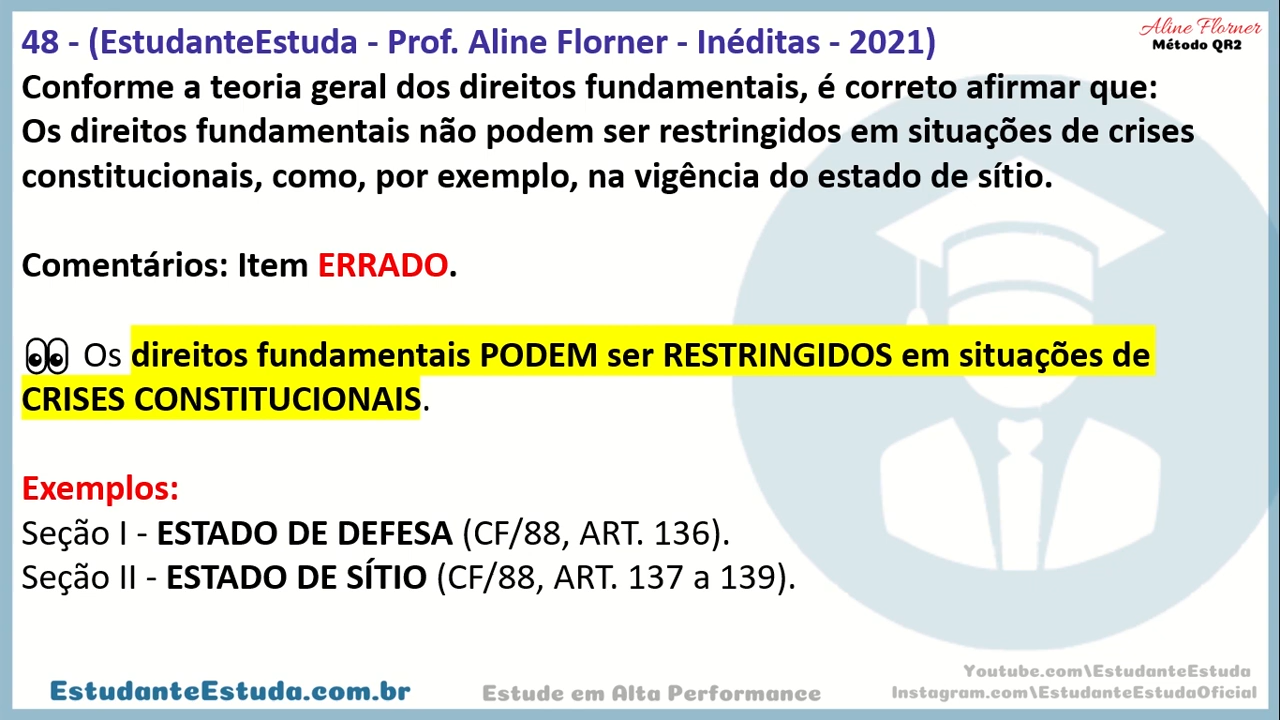 Aline Florner
Método QR2
48 - (EstudanteEstuda - Prof. Aline Florner - Inéditas - 2021)
Conforme a teoria geral dos direitos fundamentais, é correto afirmar que:
Os direitos fundamentais não podem ser restringidos em situações de crises
constitucionais, como, por exemplo, na vigência do estado de sítio.
Comentários: Item ERRADO.
👀 Os direitos fundamentais PODEM ser RESTRINGIDOS em situações de
CRISES CONSTITUCIONAIS.
Exemplos:
Seção I - ESTADO DE DEFESA (CF/88, ART. 136).
Seção II - ESTADO DE SÍTIO (CF/88, ART. 137 a 139).
EstudanteEstuda.com.br
Estude em Alta Performance
Youtube.com\EstudanteEstuda
Instagram.com\EstudanteEstudaOficial